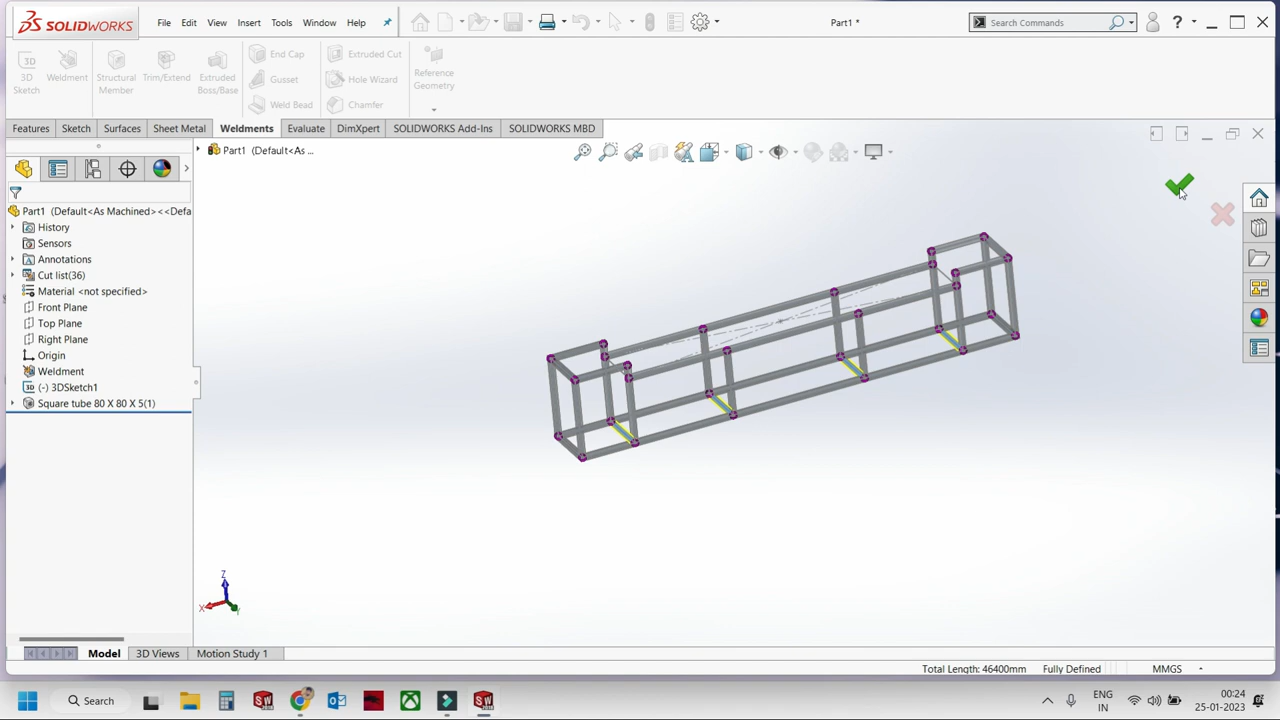 SOLIDWORKS
File
Edit
View
Insert
Tools
Window
Help
Part1 *
Search Commands
?
3D
Sketch
Weldment
Structural
Member
Trim/Extend
Extruded
Boss/Base
End Cap
Gusset
Weld Bead
Extruded Cut
Hole Wizard
Chamfer
Reference
Geometry
Features
Sketch
Surfaces
Sheet Metal
Weldments
Evaluate
DimXpert
SOLIDWORKS Add-Ins
SOLIDWORKS MBD
Part1 (Default<As ...
Part1 (Default<As Machined><<Defa
History
Sensors
Annotations
Cut list(36)
Material <not specified>
Front Plane
Top Plane
Right Plane
Origin
Weldment
(-) 3DSketch1
Square tube 80 X 80 X 5(1)
Z
X
Y
Model
3D Views
Motion Study 1
Total Length: 46400mm
Fully Defined
MMGS
Search
ENG
IN
00:24
25-01-2023